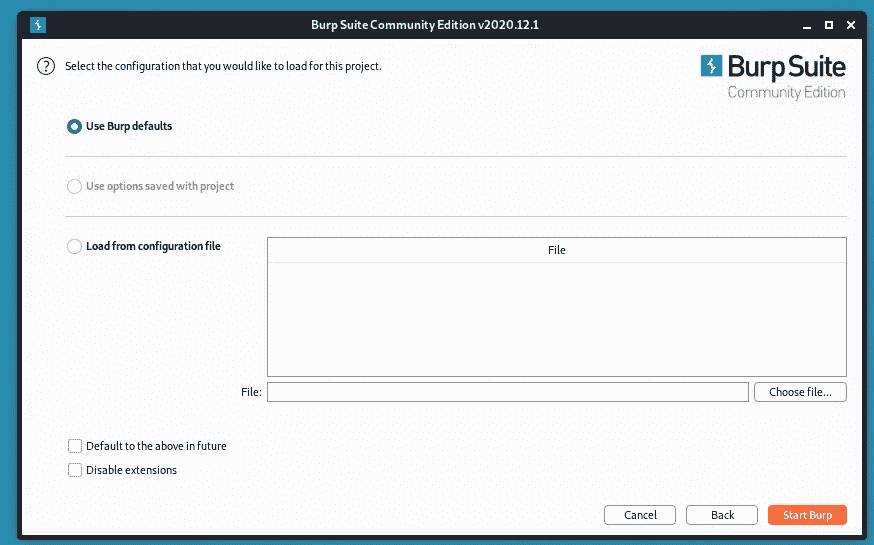 Burp Suite Community Edition v2020.12.1
? Select the configuration that you would like to load for this project.
Burp Suite
Community Edition
Use Burp defaults
Use options saved with project
Load from configuration file
File
File:
Choose file...
Default to the above in future
Disable extensions
Cancel Back Start Burp